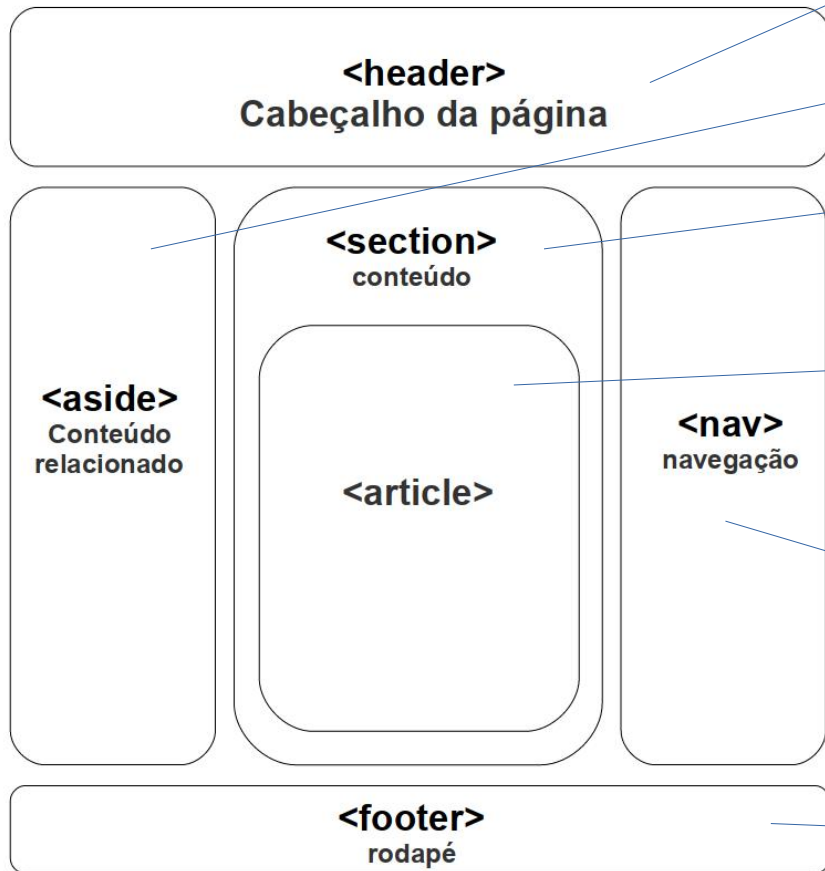 <header>
Cabeçalho da página
<aside>
Conteúdo
relacionado
<section>
conteúdo
<article>
<nav>
navegação
<footer>
rodapé